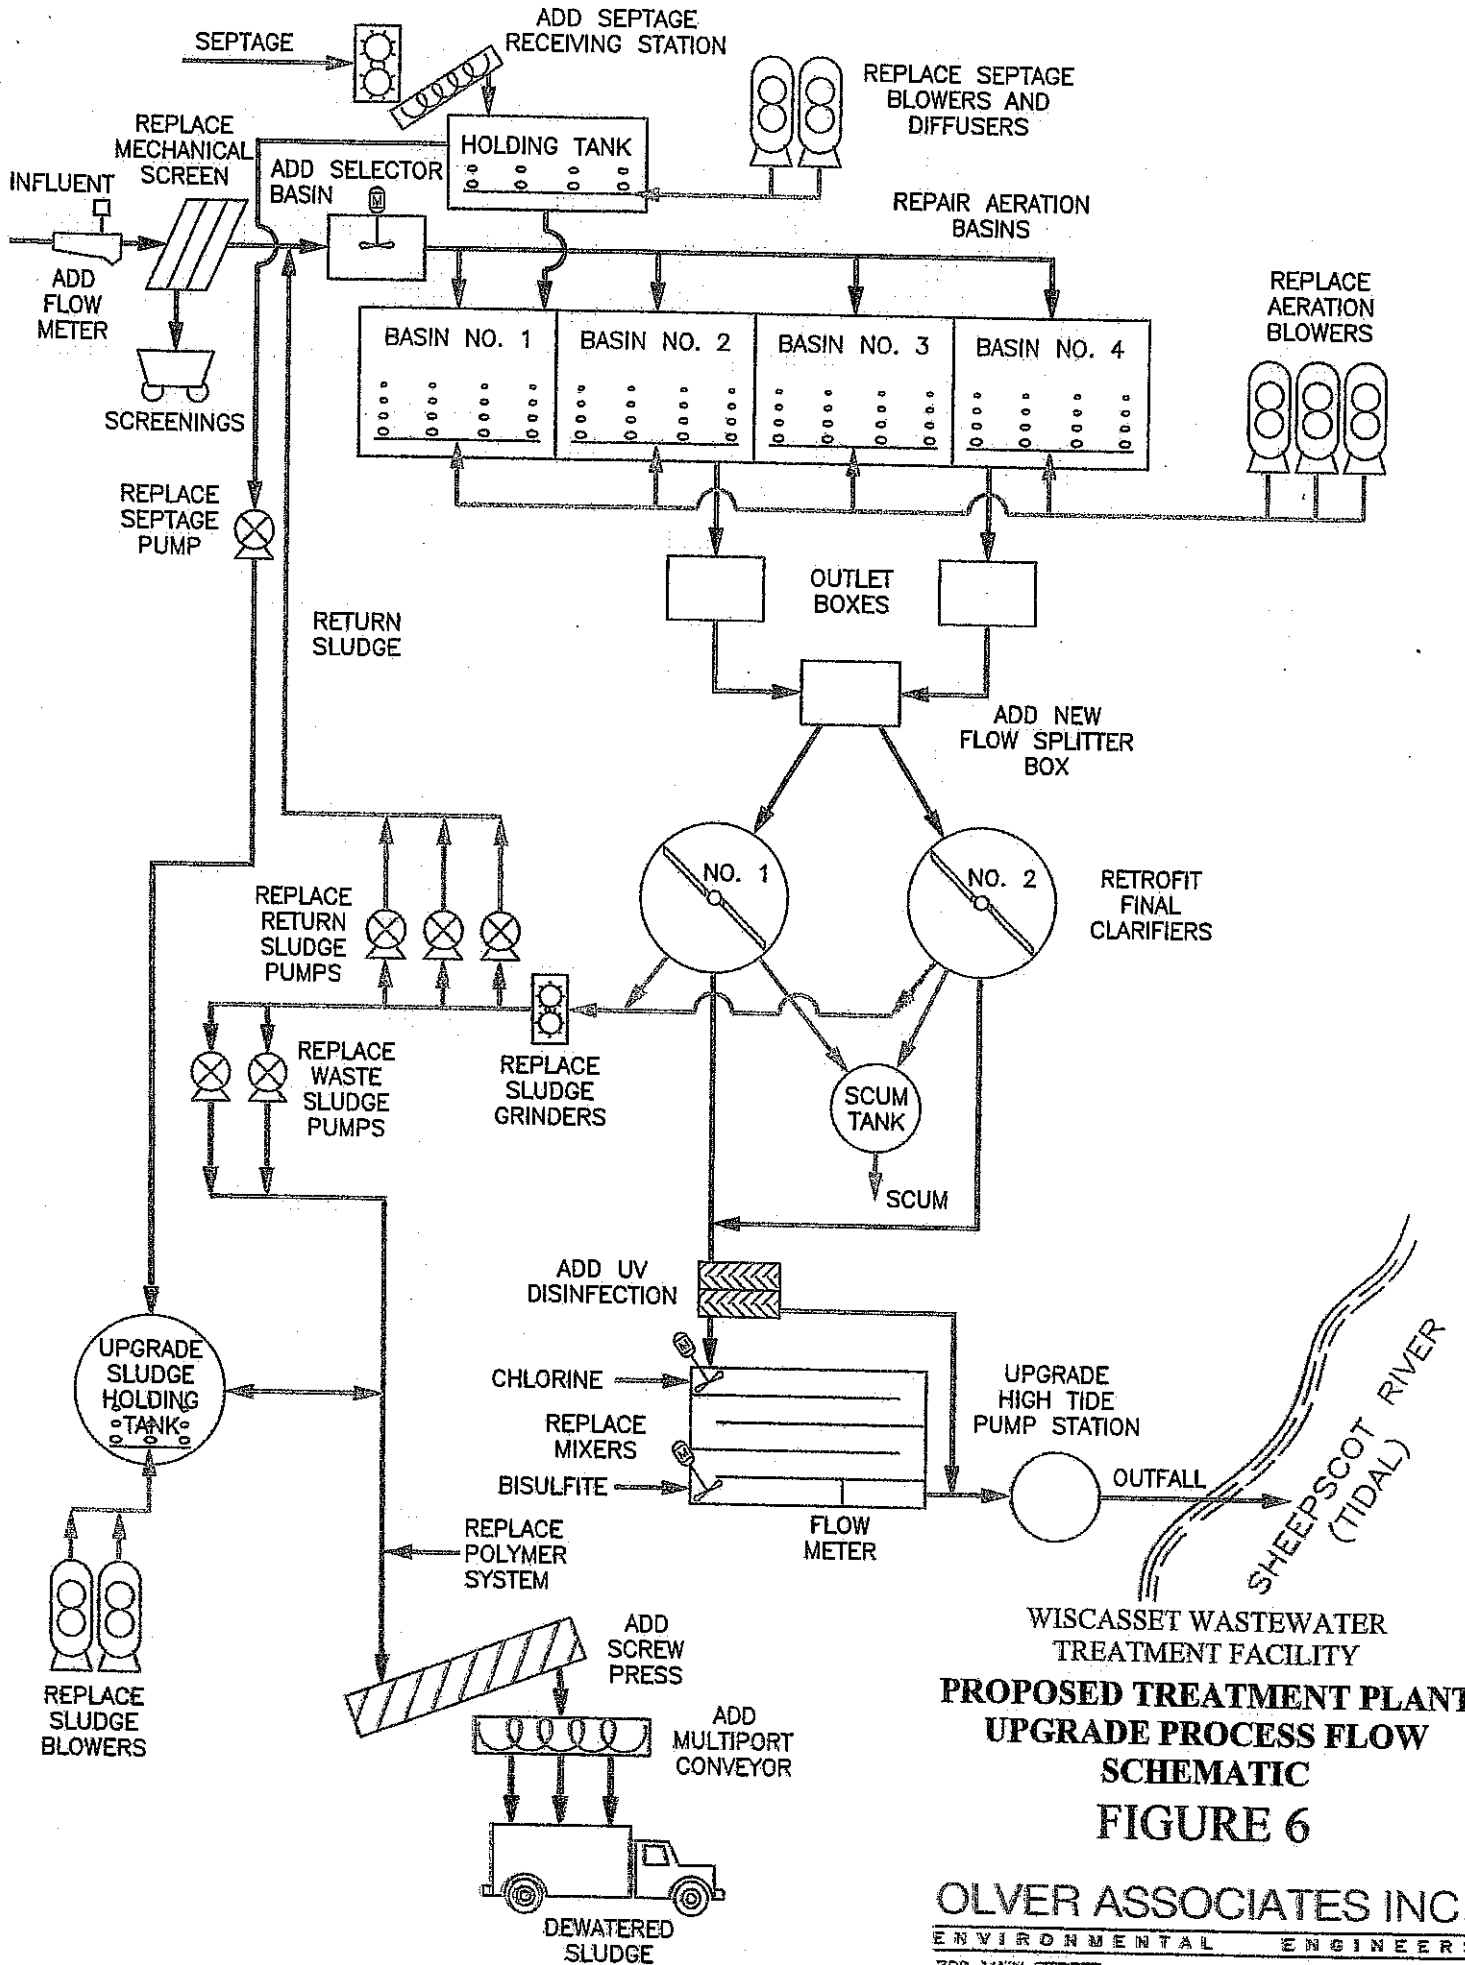 ADD SEPTAGE
RECEIVING STATION
SEPTAGE
REPLACE SEPTAGE
BLOWERS AND
DIFFUSERS
REPLACE
MECHANICAL
SCREEN
HOLDING TANK
ADD SELECTOR
BASIN
M
INFLUENT
REPAIR AERATION
BASINS
ADD
FLOW
METER
REPLACE
AERATION
BLOWERS
BASIN NO. 1
BASIN NO. 2
BASIN NO. 3
BASIN NO. 4
SCREENINGS
REPLACE
SEPTAGE
PUMP
OUTLET
BOXES
RETURN
SLUDGE
ADD NEW
FLOW SPLITTER
BOX
NO. 1
NO. 2
RETROFIT
FINAL
CLARIFIERS
REPLACE
RETURN
SLUDGE
PUMPS
REPLACE
WASTE
SLUDGE
PUMPS
REPLACE
SLUDGE
GRINDERS
SCUM
TANK
SCUM
ADD UV
DISINFECTION
UPGRADE
SLUDGE
HOLDING
TANK
M
CHLORINE
REPLACE
MIXERS
M
BISULFITE
UPGRADE
HIGH TIDE
PUMP STATION
OUTFALL
SHEEPSCOT RIVER
(TIDAL)
FLOW
METER
REPLACE
POLYMER
SYSTEM
REPLACE
SLUDGE
BLOWERS
ADD
SCREW
PRESS
ADD
MULTIPORT
CONVEYOR
DEWATERED
SLUDGE
WISCASSET WASTEWATER
TREATMENT FACILITY
PROPOSED TREATMENT PLANT
UPGRADE PROCESS FLOW
SCHEMATIC
FIGURE 6
OLVER ASSOCIATES INC.
ENVIRONMENTAL ENGINEERS